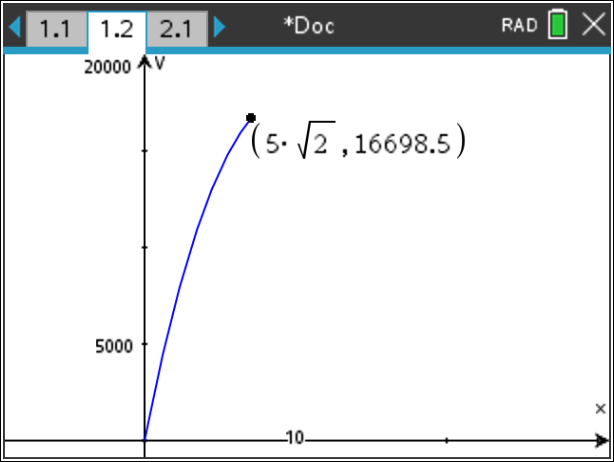 1.1 1.2 2.1 *Doc RAD
20000 V
(5·√2 ,16698.5)
5000
x
10